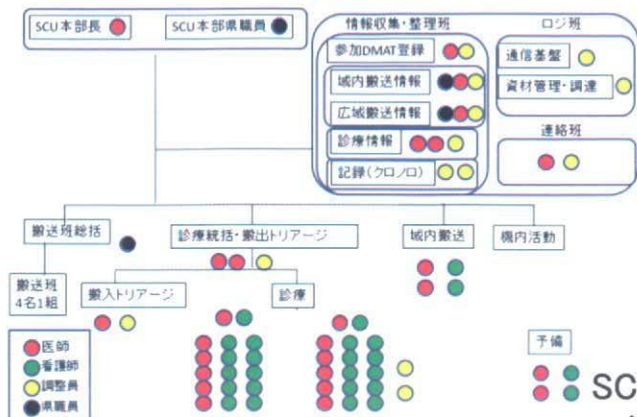 SCU本部長
SCU本部県職員
情報収集・整理班
参加DMAT登録
域内搬送情報
広域搬送情報
診療情報
記録(クロノロ)
ロジ班
通信基盤
資材管理・調達
連絡班
搬送班総括
診療統括・搬出トリアージ
域内搬送
機内活動
搬送班
4名1組
搬入トリアージ
診療
医師
看護師
調整員
県職員
予備
SC